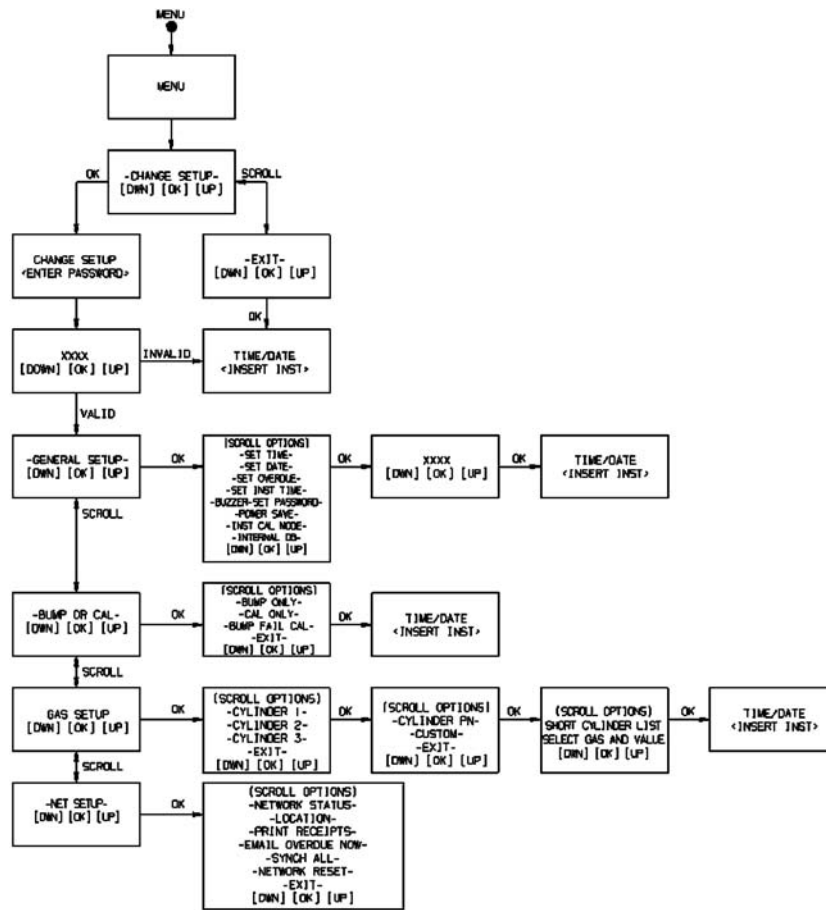 MENU
MENU
-CHANGE SETUP-
[DWN] [OK] [UP]
OK
SCROLL
CHANGE SETUP
<ENTER PASSWORD>
-EXIT-
[DWN] [OK] [UP]
OK
XXXX
[DOWN] [OK] [UP]
INVALID
TIME/DATE
<INSERT INST>
VALID
-GENERAL SETUP-
[DWN] [OK] [UP]
OK
(SCROLL OPTIONS)
-SET TIME-
-SET DATE-
-SET OVERDUE-
-SET INST TIME-
-BUZZER-SET PASSWORD-
-POWER SAVE-
-INST CAL MODE-
-INTERNAL DB-
[DWN] [OK] [UP]
OK
XXXX
[DWN] [OK] [UP]
OK
TIME/DATE
<INSERT INST>
SCROLL
-BUMP OR CAL-
[DWN] [OK] [UP]
OK
(SCROLL OPTIONS)
-BUMP ONLY-
-CAL ONLY-
-BUMP FAIL CAL-
-EXIT-
[DWN] [OK] [UP]
OK
TIME/DATE
<INSERT INST>
SCROLL
GAS SETUP
[DWN] [OK] [UP]
OK
(SCROLL OPTIONS)
-CYLINDER 1-
-CYLINDER 2-
-CYLINDER 3-
-EXIT-
[DWN] [OK] [UP]
OK
(SCROLL OPTIONS)
-CYLINDER PN-
-CUSTOM-
-EXIT-
[DWN] [OK] [UP]
OK
(SCROLL OPTIONS)
SHORT CYLINDER LIST
SELECT GAS AND VALUE
[DWN] [OK] [UP]
OK
TIME/DATE
<INSERT INST>
SCROLL
-NET SETUP-
[DWN] [OK] [UP]
OK
(SCROLL OPTIONS)
-NETWORK STATUS-
-LOCATION-
-PRINT RECEIPTS-
-EMAIL OVERDUE NOW-
-SYNCH ALL-
-NETWORK RESET-
-EXIT-
[DWN] [OK] [UP]